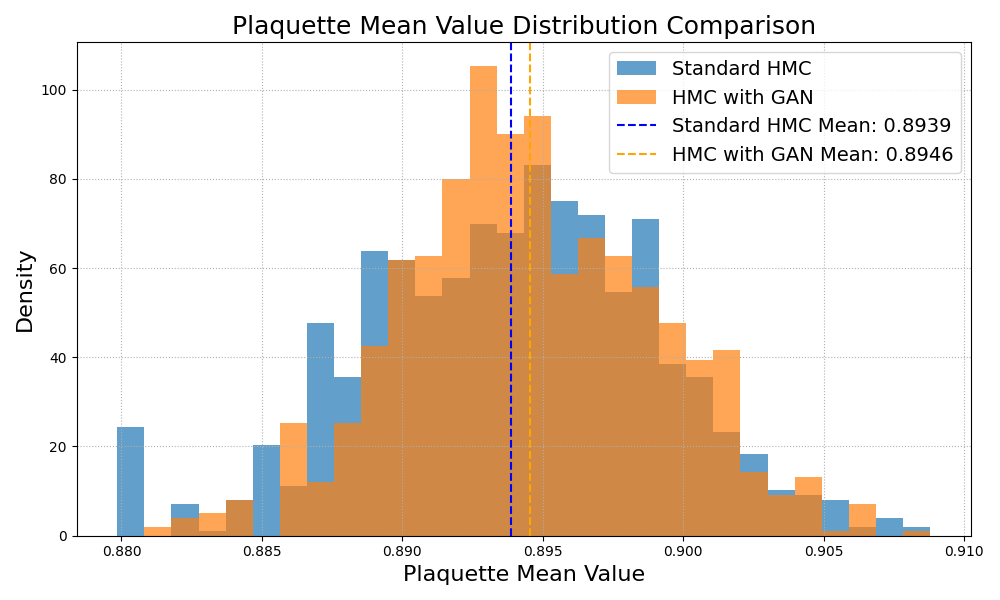 Plaquette Mean Value Distribution Comparison
Standard HMC
HMC with GAN
Standard HMC Mean: 0.8939
HMC with GAN Mean: 0.8946
Density
100
80
60
40
20
0
0.880 0.885 0.890 0.895 0.900 0.905 0.910
Plaquette Mean Value